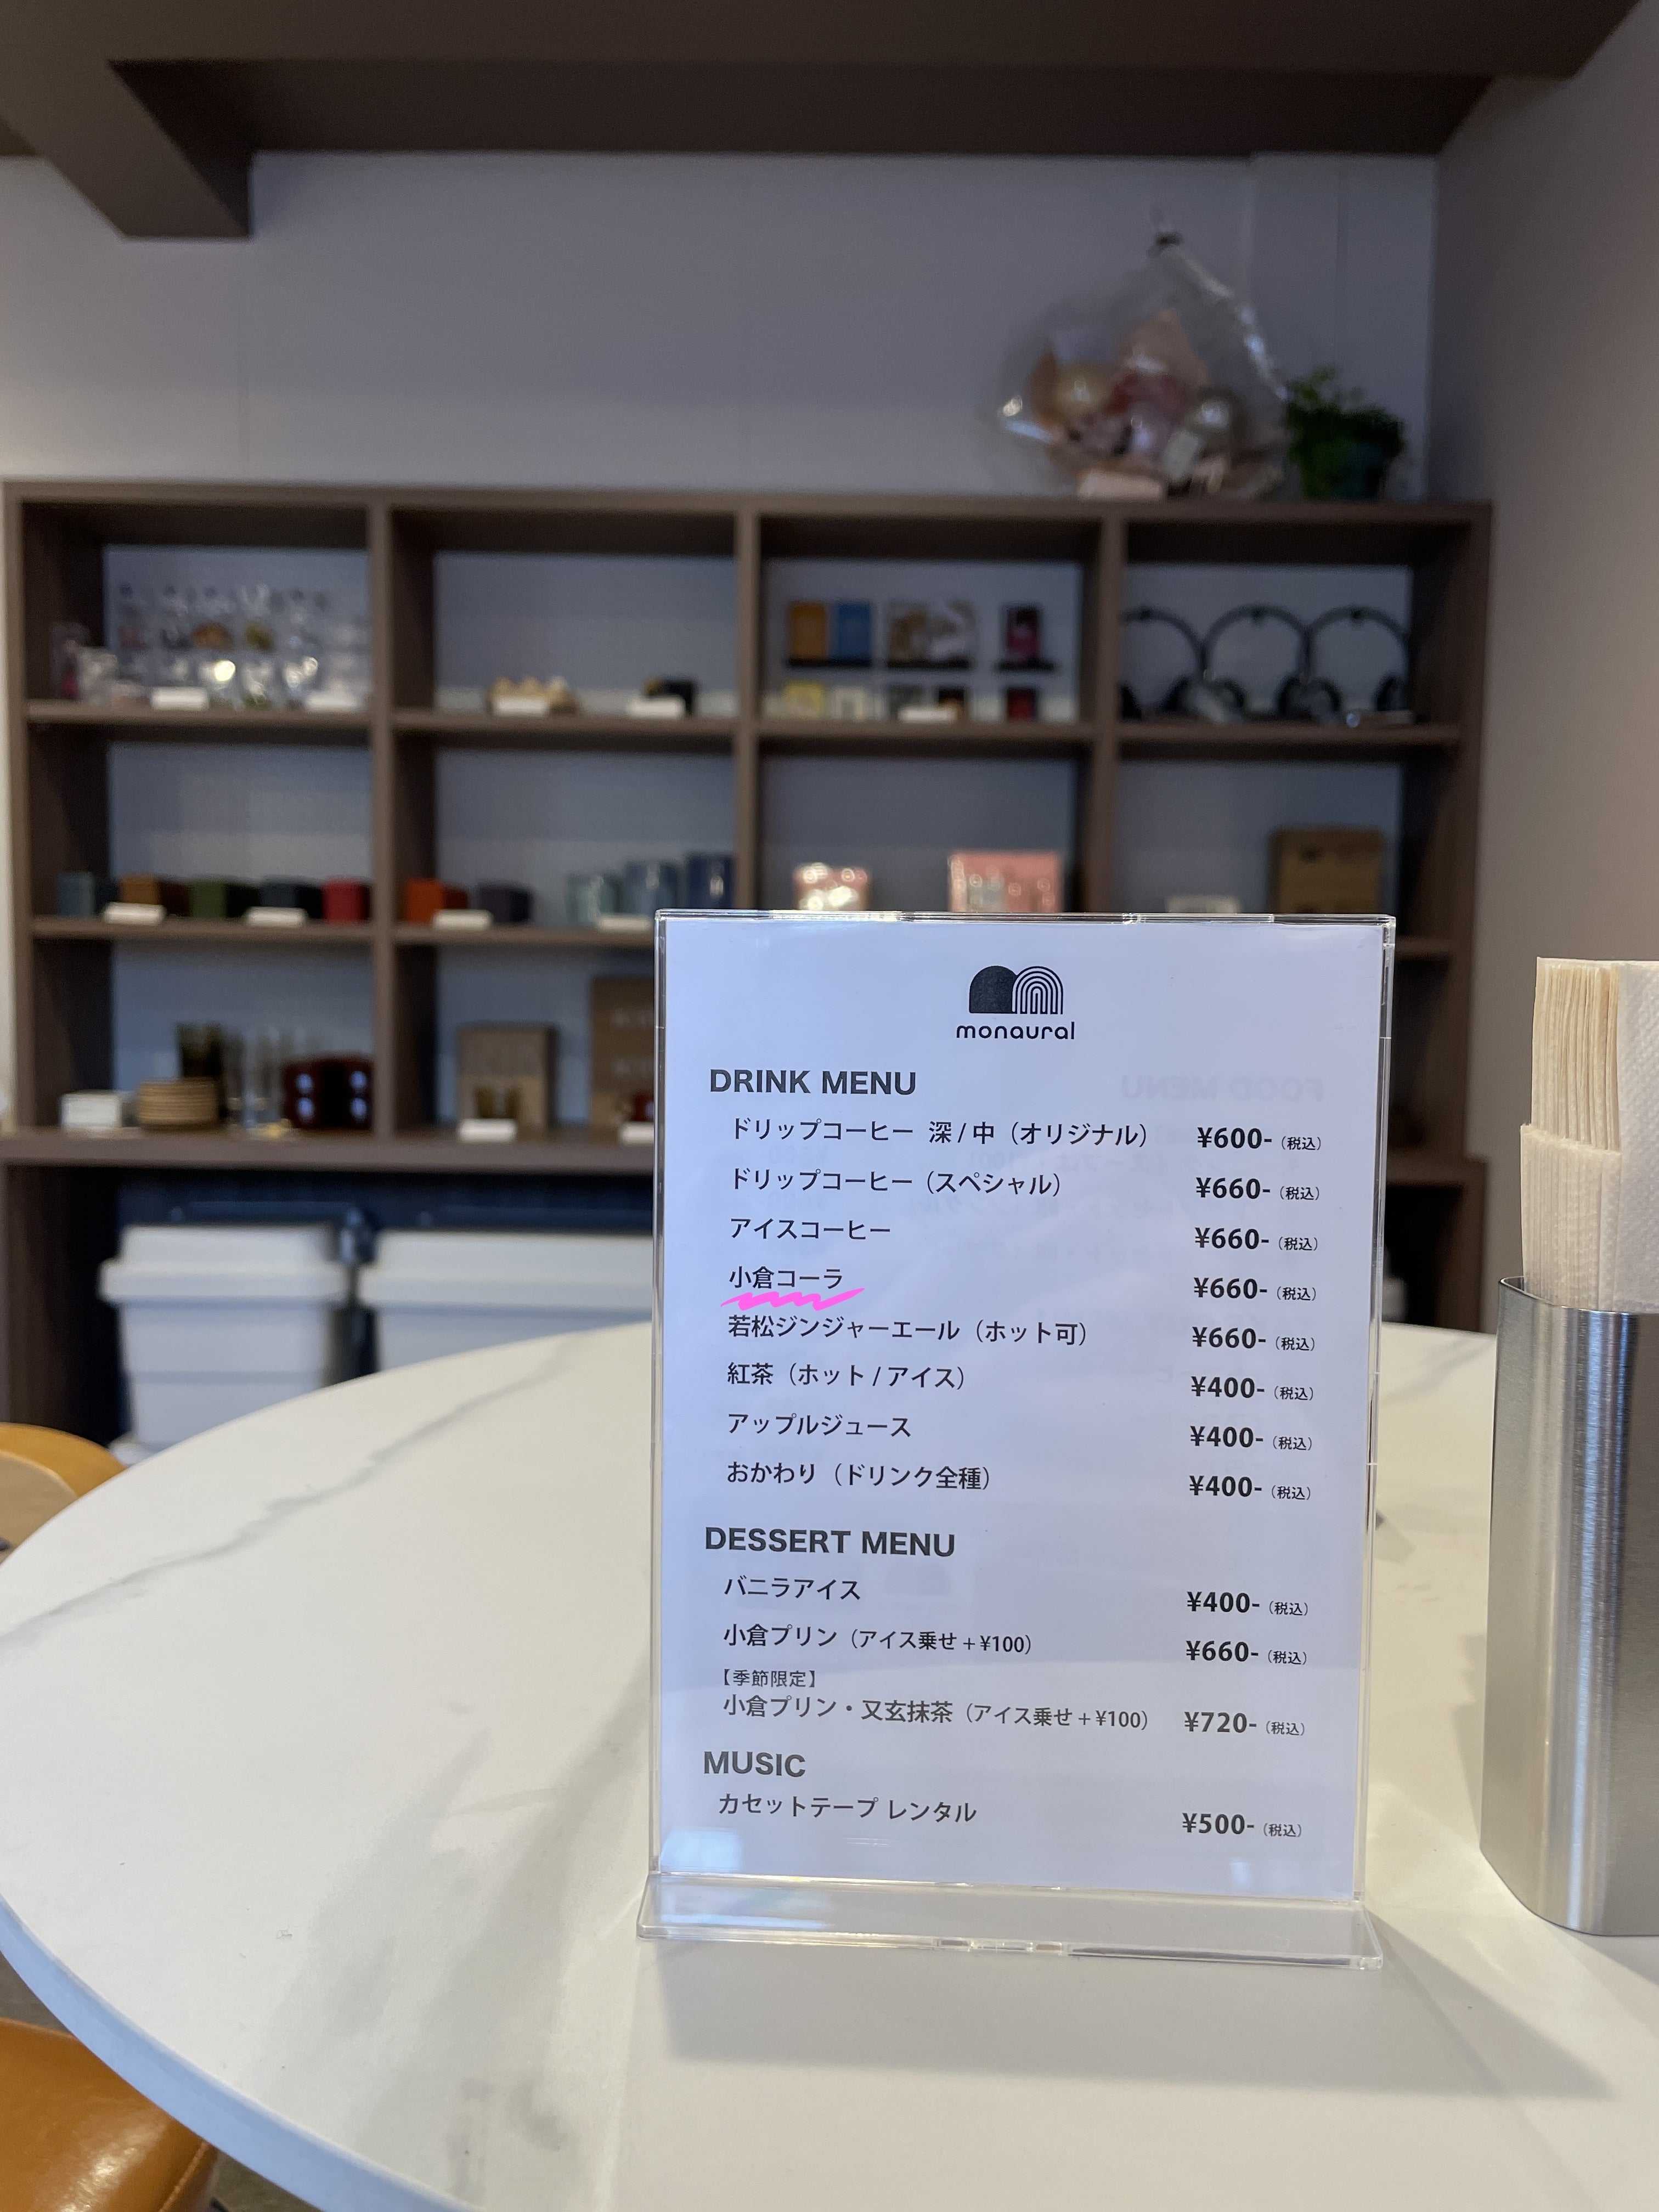 monaural
DRINK MENU
ドリップコーヒー 深 / 中（オリジナル） ¥600-（税込）
ドリップコーヒー（スペシャル） ¥660-（税込）
アイスコーヒー ¥660-（税込）
小倉コーラ ¥660-（税込）
若松ジンジャーエール（ホット可） ¥660-（税込）
紅茶（ホット / アイス） ¥400-（税込）
アップルジュース ¥400-（税込）
おかわり（ドリンク全種） ¥400-（税込）
DESSERT MENU
バニラアイス ¥400-（税込）
小倉プリン（アイス乗せ + ¥100） ¥660-（税込）
【季節限定】
小倉プリン・又玄抹茶（アイス乗せ + ¥100） ¥720-（税込）
MUSIC
カセットテープ レンタル ¥500-（税込）